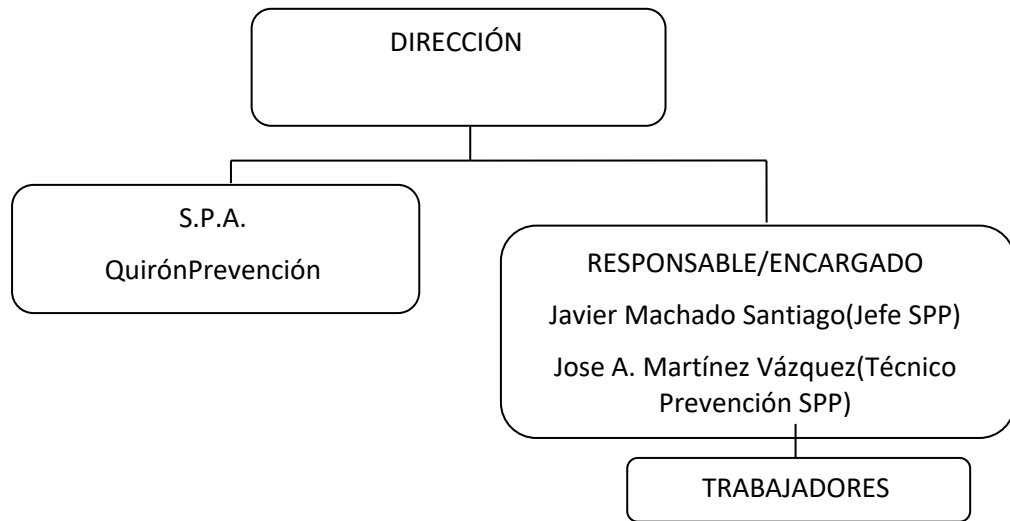 DIRECCIÓN
S.P.A.
QuirónPrevención
RESPONSABLE/ENCARGADO
Javier Machado Santiago(Jefe SPP)
Jose A. Martínez Vázquez(Técnico
Prevención SPP)
TRABAJADORES